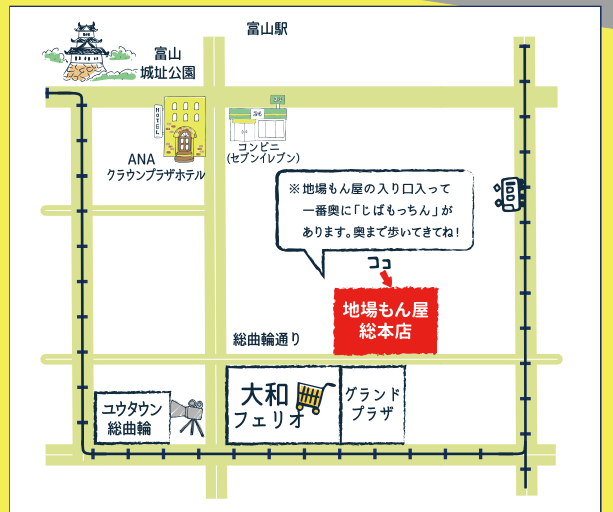 富山駅
富山
城址公園
HOTEL
ANA
クラウンプラザホテル
コンビニ
(セブンイレブン)
※地場もん屋の入り口入って
一番奥に「じばもっちん」が
あります。奥まで歩いてきてね!
ココ
地場もん屋
総本店
総曲輪通り
ユウタウン
総曲輪
大和
フェリオ
グランド
プラザ